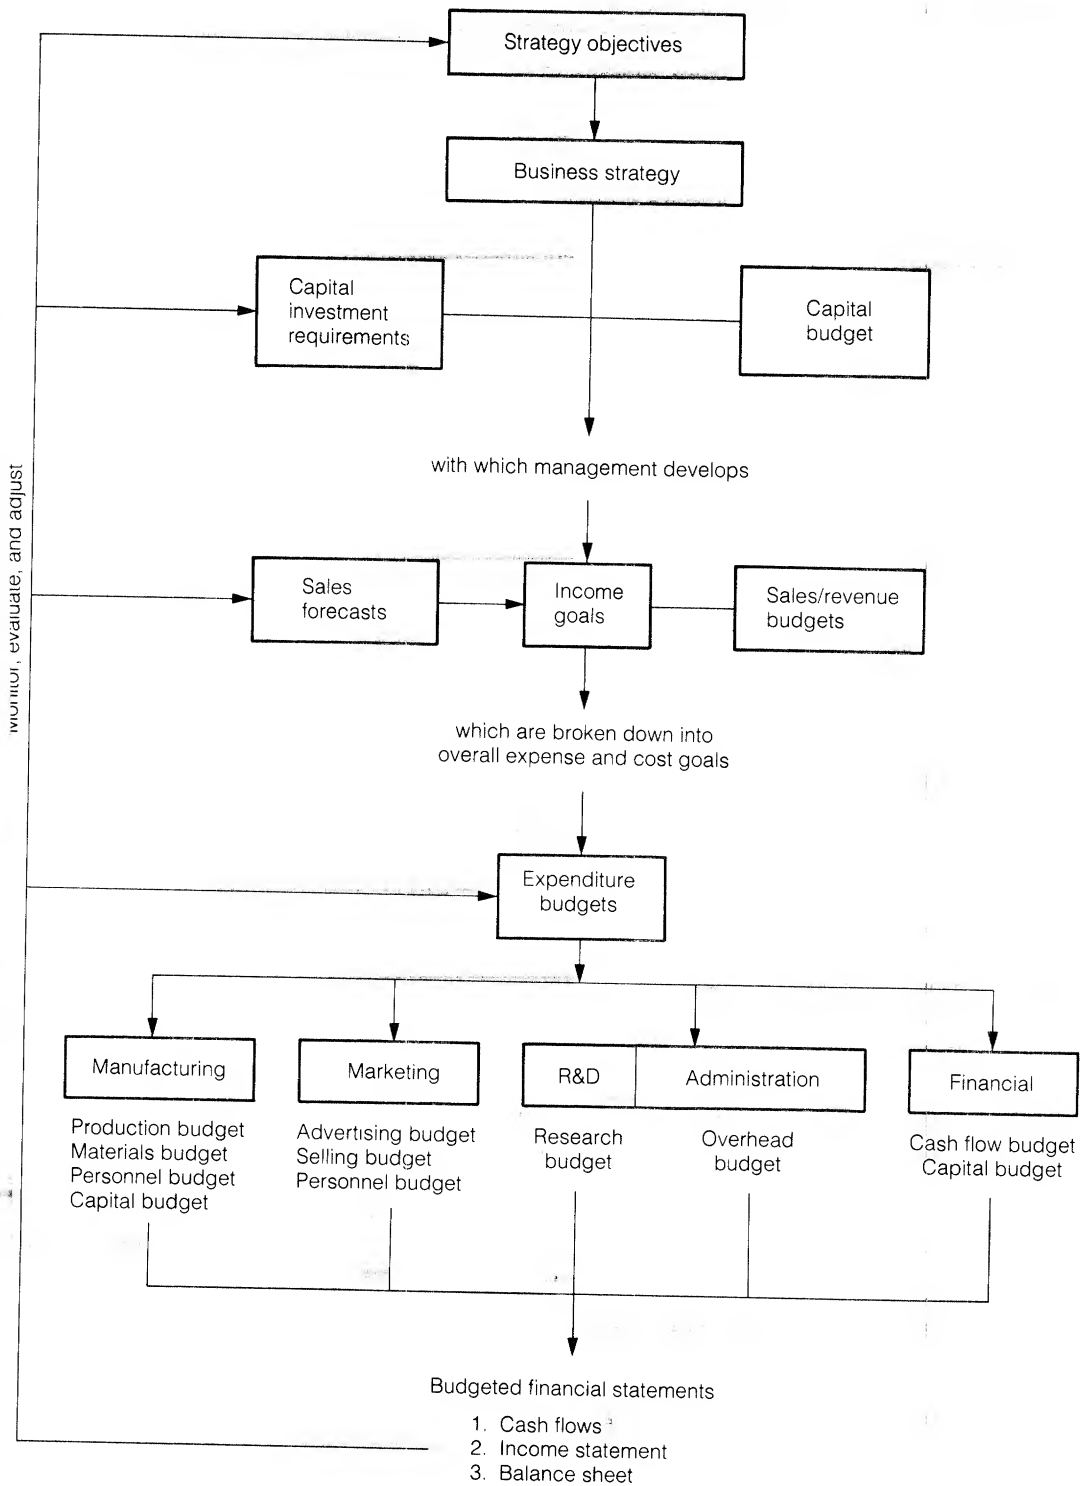 Strategy objectives
Business strategy
Capital
investment
requirements
Capital
budget
with which management develops
Monitor, evaluate, and adjust
Sales
forecasts
Income
goals
Sales/revenue
budgets
which are broken down into
overall expense and cost goals
Expenditure
budgets
Manufacturing
Production budget
Materials budget
Personnel budget
Capital budget
Marketing
Advertising budget
Selling budget
Personnel budget
R&D
Research
budget
Administration
Overhead
budget
Financial
Cash flow budget
Capital budget
Budgeted financial statements
1. Cash flows
2. Income statement
3. Balance sheet